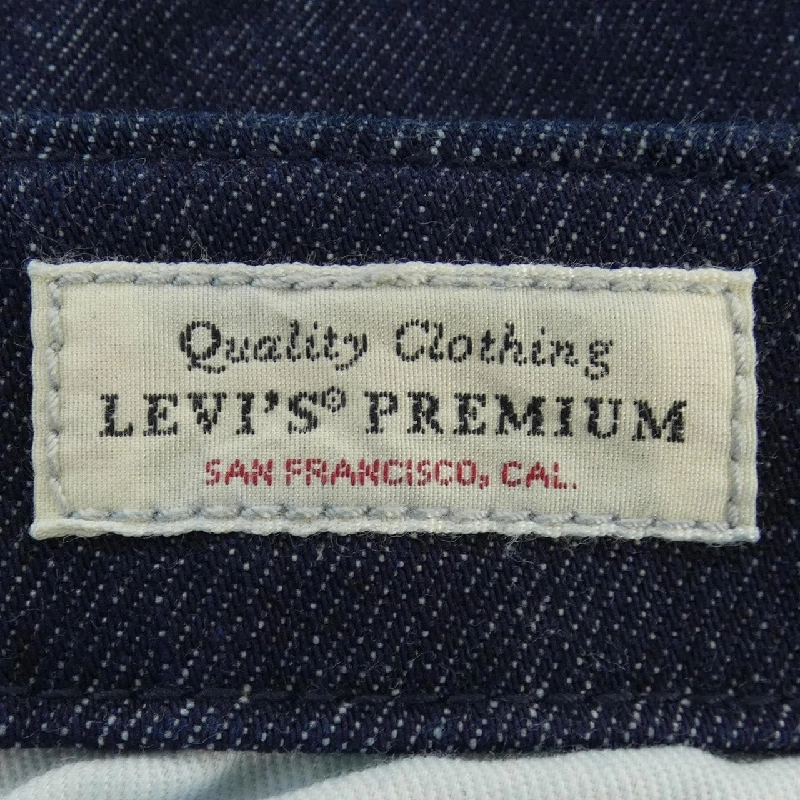 Quality Clothing
LEVI'S® PREMIUM
SAN FRANCISCO, CAL.